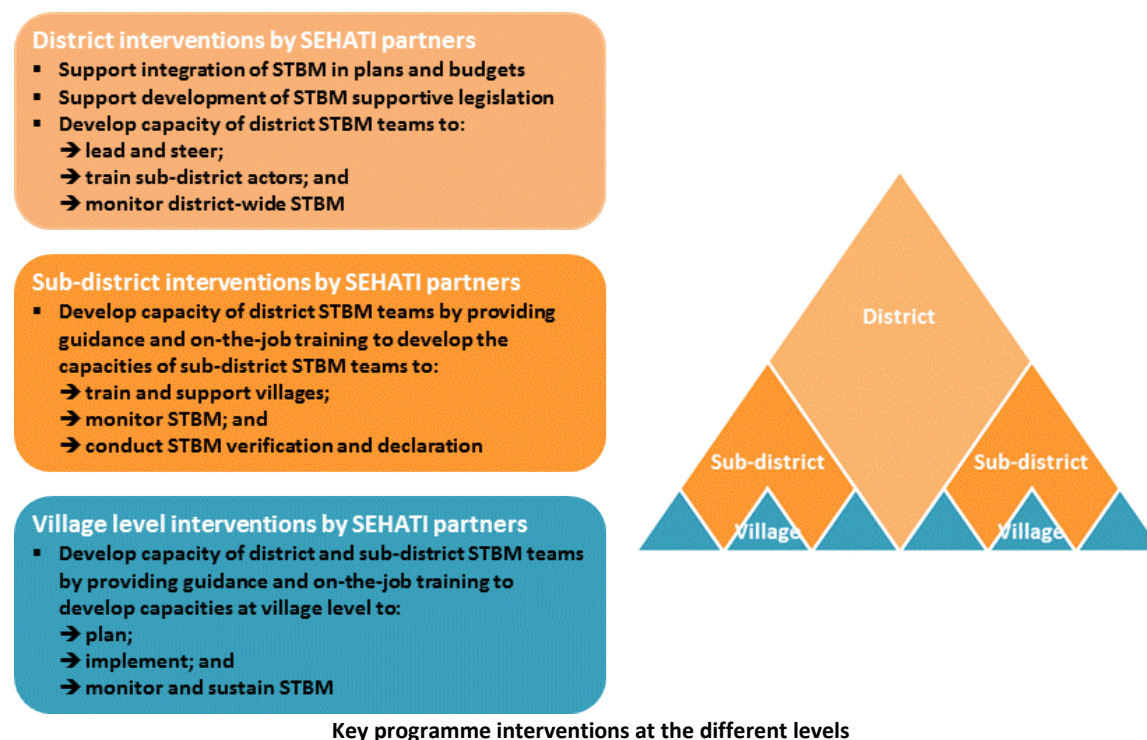 District interventions by SEHATI partners
▪ Support integration of STBM in plans and budgets
▪ Support development of STBM supportive legislation
▪ Develop capacity of district STBM teams to:
➔ lead and steer;
➔ train sub-district actors; and
➔ monitor district-wide STBM
Sub-district interventions by SEHATI partners
▪ Develop capacity of district STBM teams by providing
guidance and on-the-job training to develop the
capacities of sub-district STBM teams to:
➔ train and support villages;
➔ monitor STBM; and
➔ conduct STBM verification and declaration
Village level interventions by SEHATI partners
▪ Develop capacity of district and sub-district STBM teams
by providing guidance and on-the-job training to
develop capacities at village level to:
➔ plan;
➔ implement; and
➔ monitor and sustain STBM
District
Sub-district
Sub-district
Village
Village
Key programme interventions at the different levels